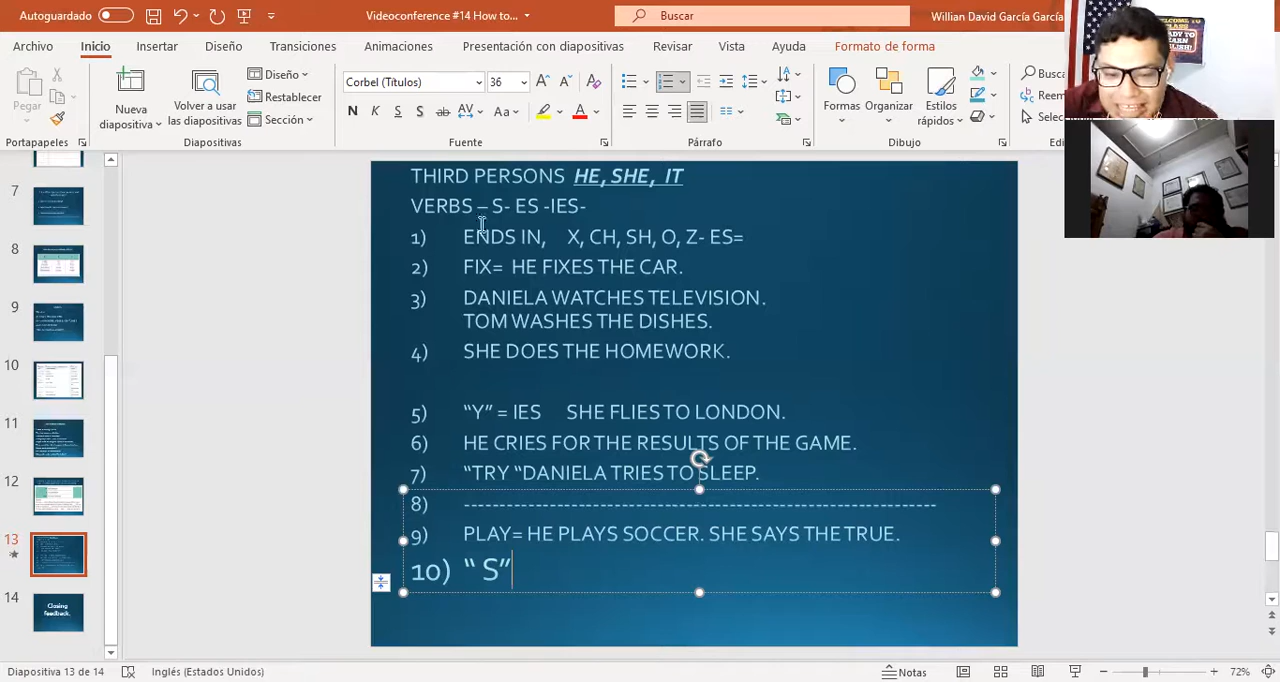 Autoguardado
Videoconference #14 How to...
Buscar
Willian David García García
WELCOME TO
READY TO
LEARN
ENGLISH!
Archivo Inicio Insertar Diseño Transiciones Animaciones Presentación con diapositivas Revisar Vista Ayuda Formato de forma
Pegar
Nueva diapositiva
Volver a usar las diapositivas
Diseño
Restablecer
Sección
Corbel (Títulos) 36
N K S ab AV Aa A
Formas Organizar Estilos rápidos
Portapapeles Diapositivas Fuente Párrafo Dibujo
7
8
9
10
11
12
13
14
Closing
feedback.
THIRD PERSONS HE, SHE, IT
VERBS – S- ES -IES-
1) ENDS IN, X, CH, SH, O, Z- ES=
2) FIX= HE FIXES THE CAR.
3) DANIELA WATCHES TELEVISION.
TOM WASHES THE DISHES.
4) SHE DOES THE HOMEWORK.
5) “Y” = IES SHE FLIES TO LONDON.
6) HE CRIES FOR THE RESULTS OF THE GAME.
7) “TRY “DANIELA TRIES TO SLEEP.
8) ------------------------------------------------------------------
9) PLAY= HE PLAYS SOCCER. SHE SAYS THE TRUE.
10) “ S”
Diapositiva 13 de 14 Inglés (Estados Unidos) Notas 72%